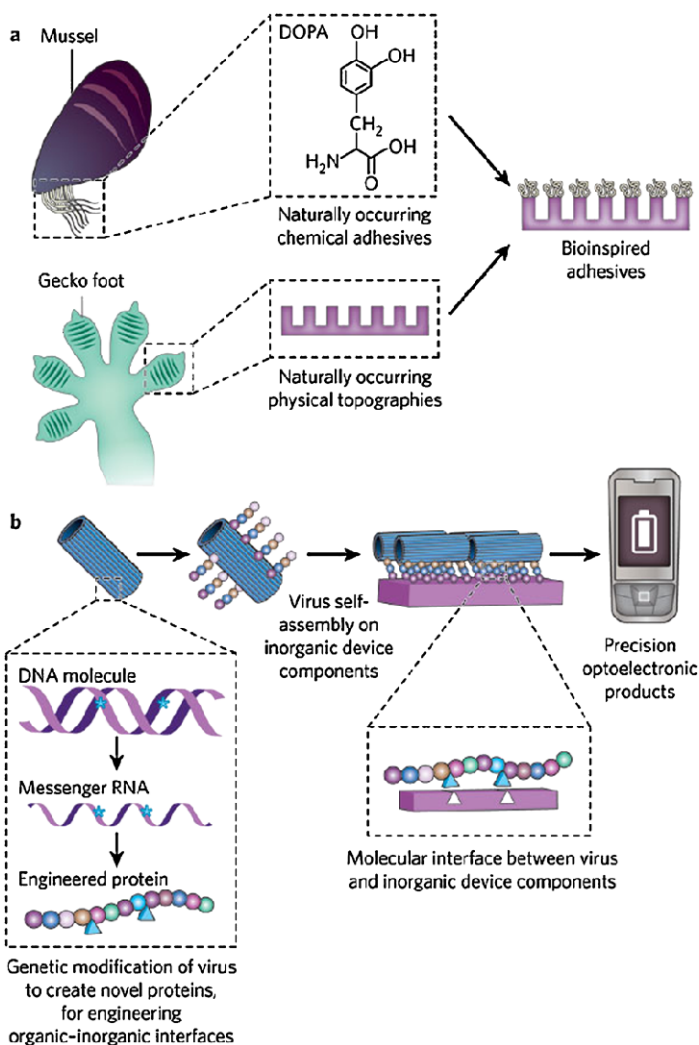 a
Mussel
DOPA
OH
OH
CH₂
H₂N
OH
O
Naturally occurring
chemical adhesives
Bioinspired
adhesives
Gecko foot
Naturally occurring
physical topographies
b
Virus self-
assembly on
inorganic device
components
Precision
optoelectronic
products
DNA molecule
Messenger RNA
Engineered protein
Molecular interface between virus
and inorganic device components
Genetic modification of virus
to create novel proteins,
for engineering
organic–inorganic interfaces